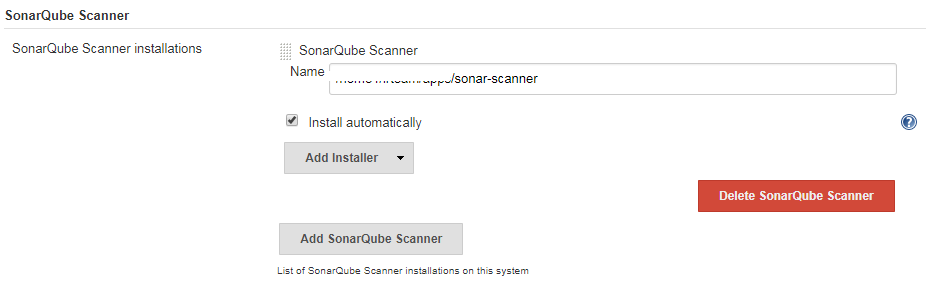 SonarQube Scanner
SonarQube Scanner installations
SonarQube Scanner
Name
/sonar-scanner
Install automatically
?
Add Installer
Delete SonarQube Scanner
Add SonarQube Scanner
List of SonarQube Scanner installations on this system